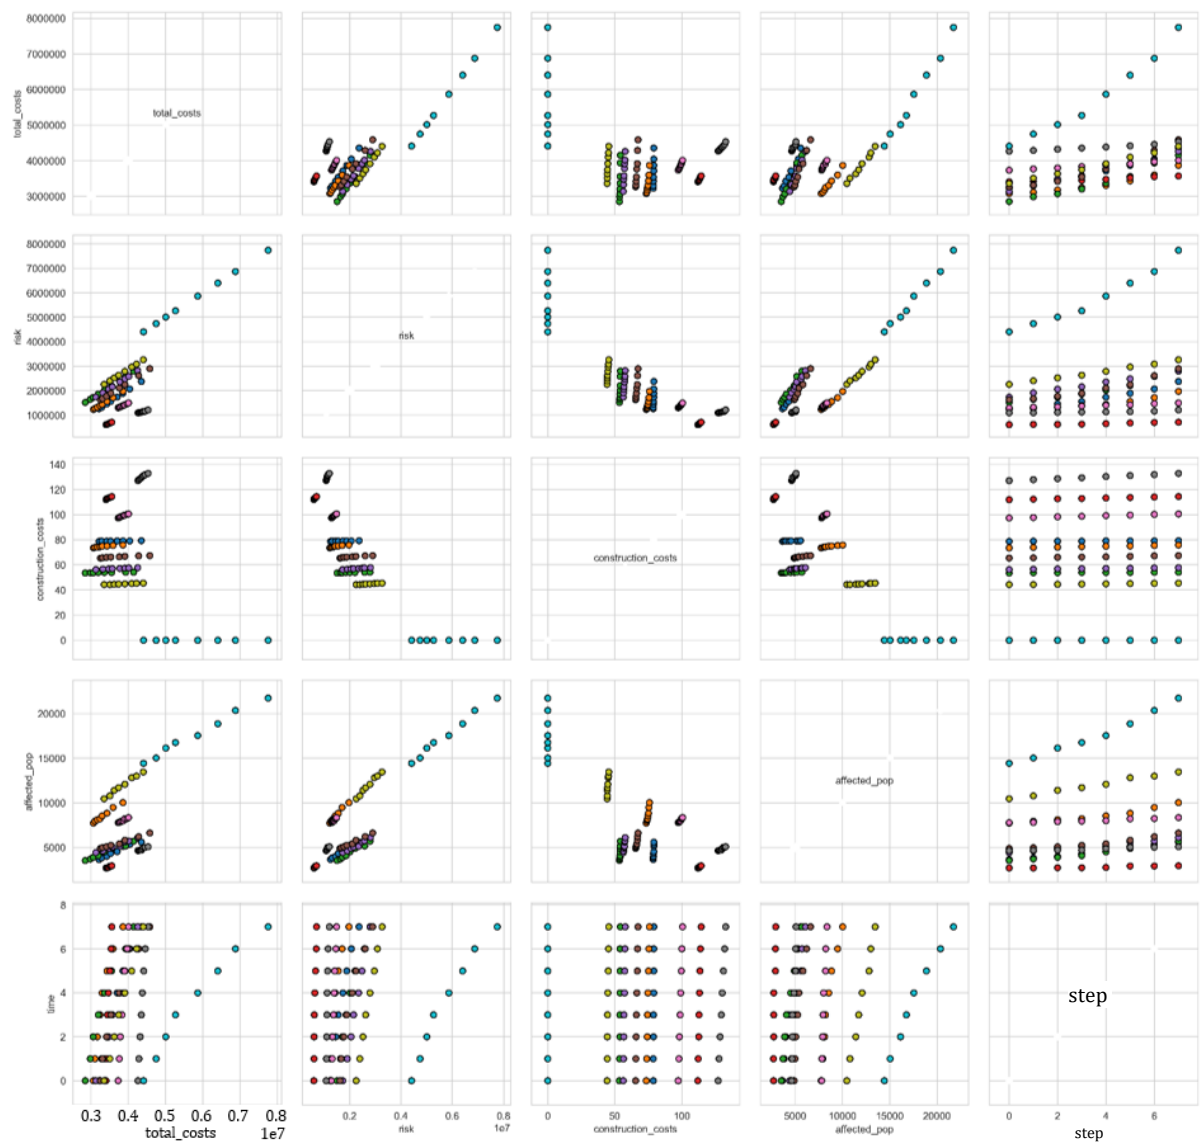 8000000
7000000
6000000
5000000
4000000
3000000
total_costs
total_costs
8000000
7000000
6000000
5000000
4000000
3000000
2000000
1000000
risk
risk
140
120
100
80
60
40
20
0
construction_costs
construction_costs
20000
15000
10000
5000
affected_pop
affected_pop
8
6
4
2
0
time
step
0.3 0.4 0.5 0.6 0.7 0.8
1e7
total_costs
0.2 0.4 0.6 0.8
1e7
risk
0 50 100
construction_costs
5000 10000 15000 20000
affected_pop
0 2 4 6
step